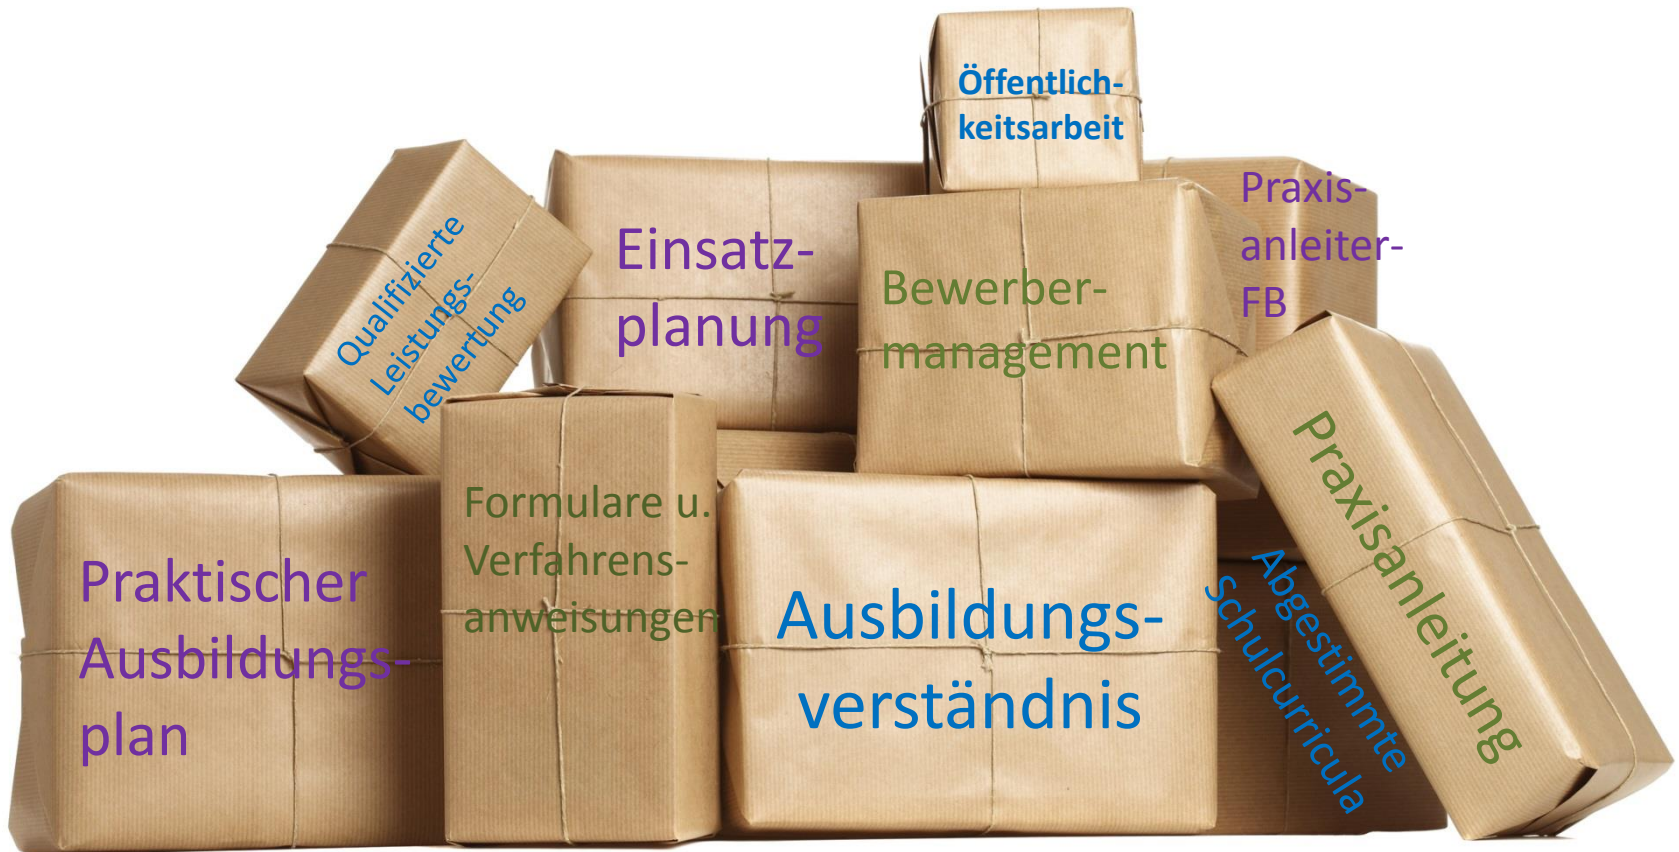 Öffentlich-
keitsarbeit
Qualifizierte
Leistungs-
bewertung
Einsatz-
planung
Bewerber-
management
Praxis-
anleiter-
FB
Praktischer
Ausbildungs-
plan
Formulare u.
Verfahrens-
anweisungen
Ausbildungs-
verständnis
Abgestimmte
Schulcurricula
Praxisanleitung